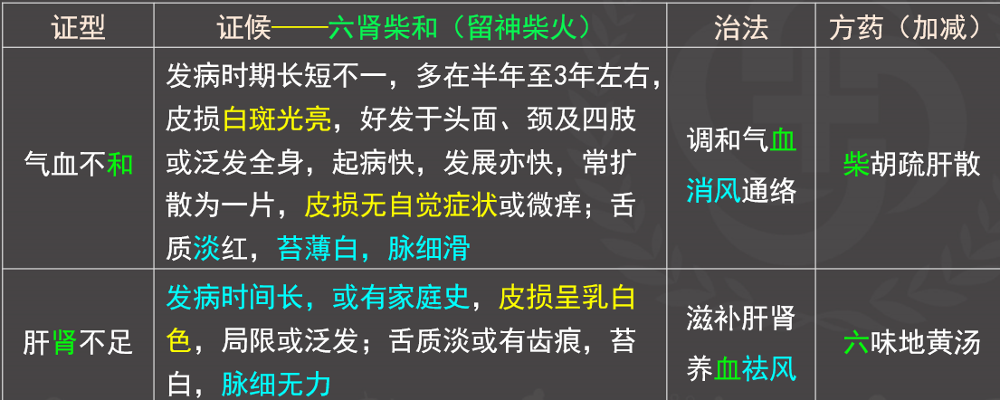 证型 证候——六肾柴和（留神柴火） 治法 方药（加减）
气血不和
发病时期长短不一，多在半年至3年左右，
皮损白斑光亮，好发于头面、颈及四肢
或泛发全身，起病快，发展亦快，常扩
散为一片，皮损无自觉症状或微痒；舌
质淡红，苔薄白，脉细滑
调和气血
消风通络
柴胡疏肝散
肝肾不足
发病时间长，或有家庭史，皮损呈乳白
色，局限或泛发；舌质淡或有齿痕，苔
白，脉细无力
滋补肝肾
养血祛风
六味地黄汤